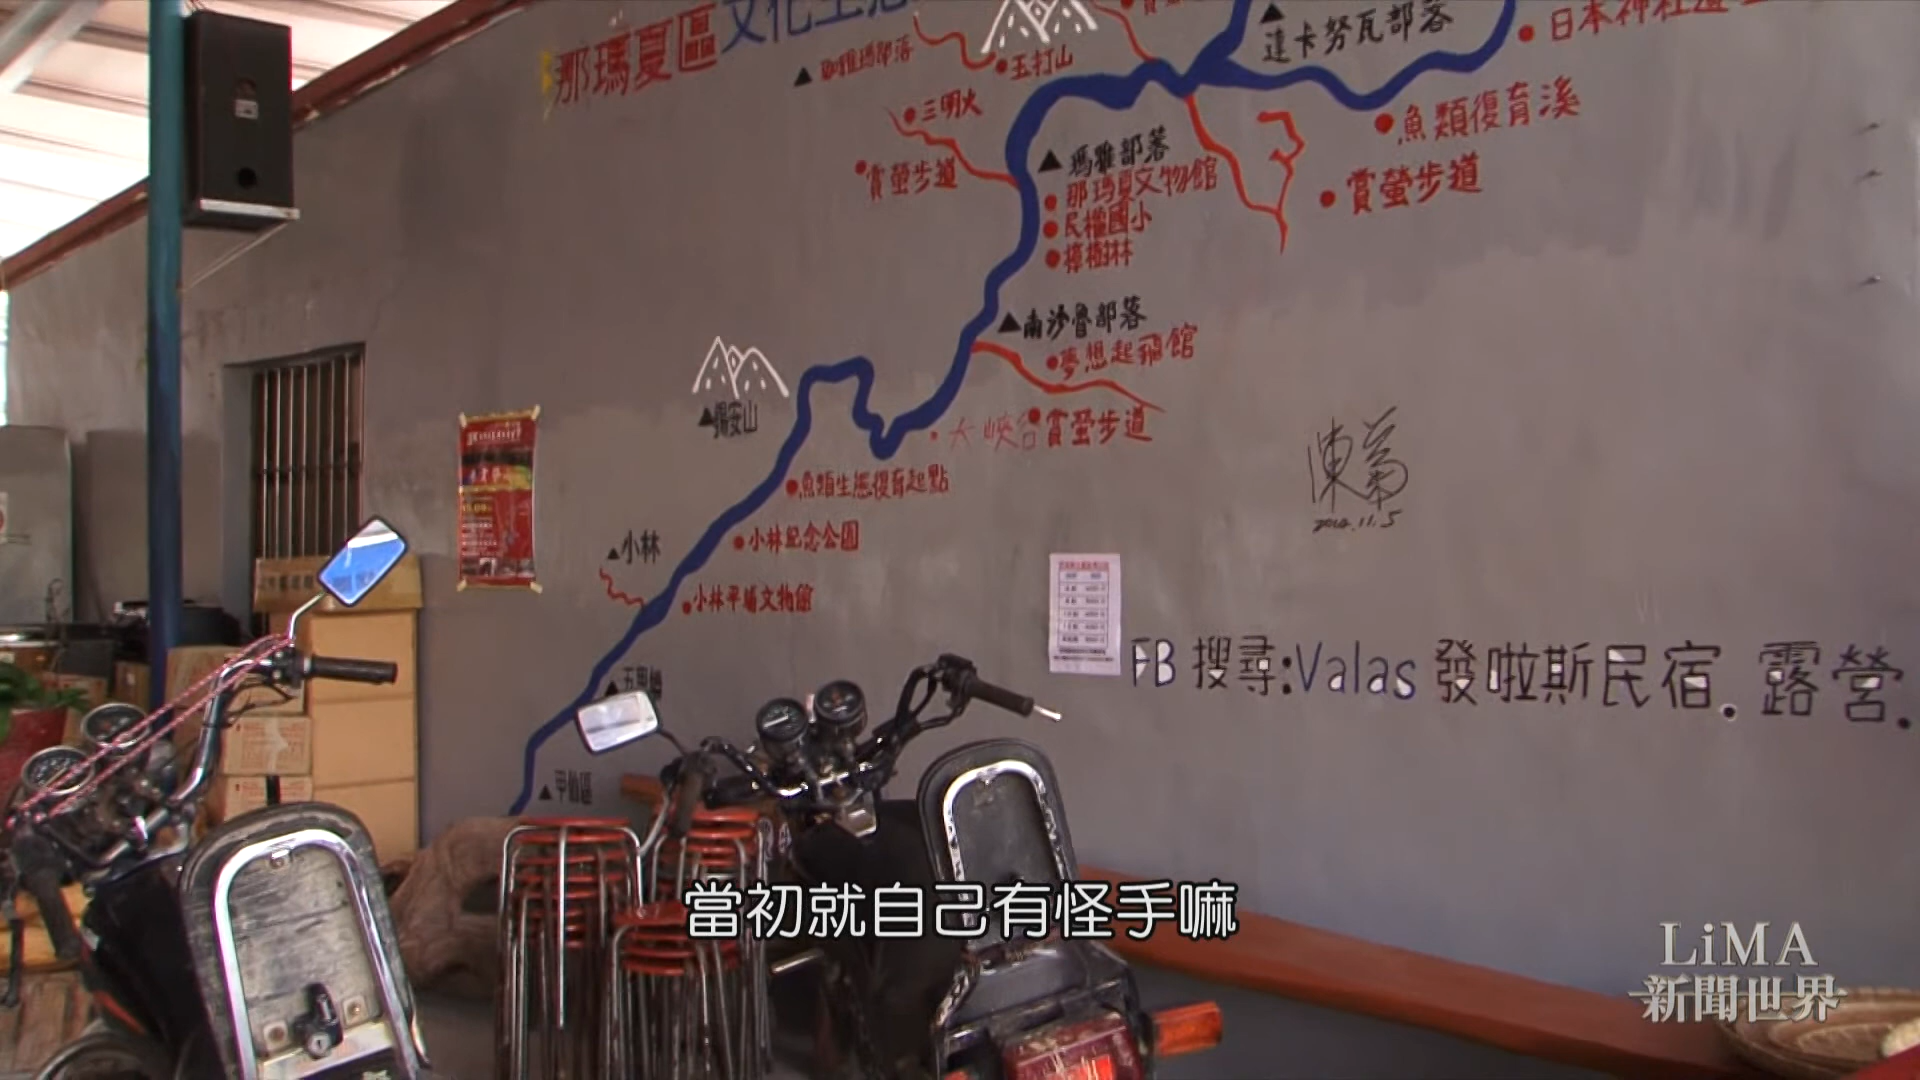 那瑪夏區文化生態
達卡努瓦部落
日本神社遺
玉打山
三明火
賞螢步道
魚類復育溪
賞螢步道
瑪雅部落
那瑪夏文物館
民權國小
樟樹林
南沙魯部落
夢想起飛館
大峽谷賞螢步道
錫安山
魚類生態復育起點
小林
小林紀念公園
小林平埔文物館
五里埔
甲仙區
11.5
FB 搜尋:Valas 發啦斯民宿.露營.
當初就自己有怪手嘛
LiMA
新聞世界